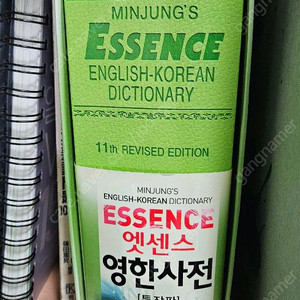 MINJUNG'S
ESSENCE
ENGLISH-KOREAN
DICTIONARY
11th REVISED EDITION
MINJUNG'S
ENGLISH-KOREAN DICTIONARY
ESSENCE
엣센스
영한사전
gangnamer